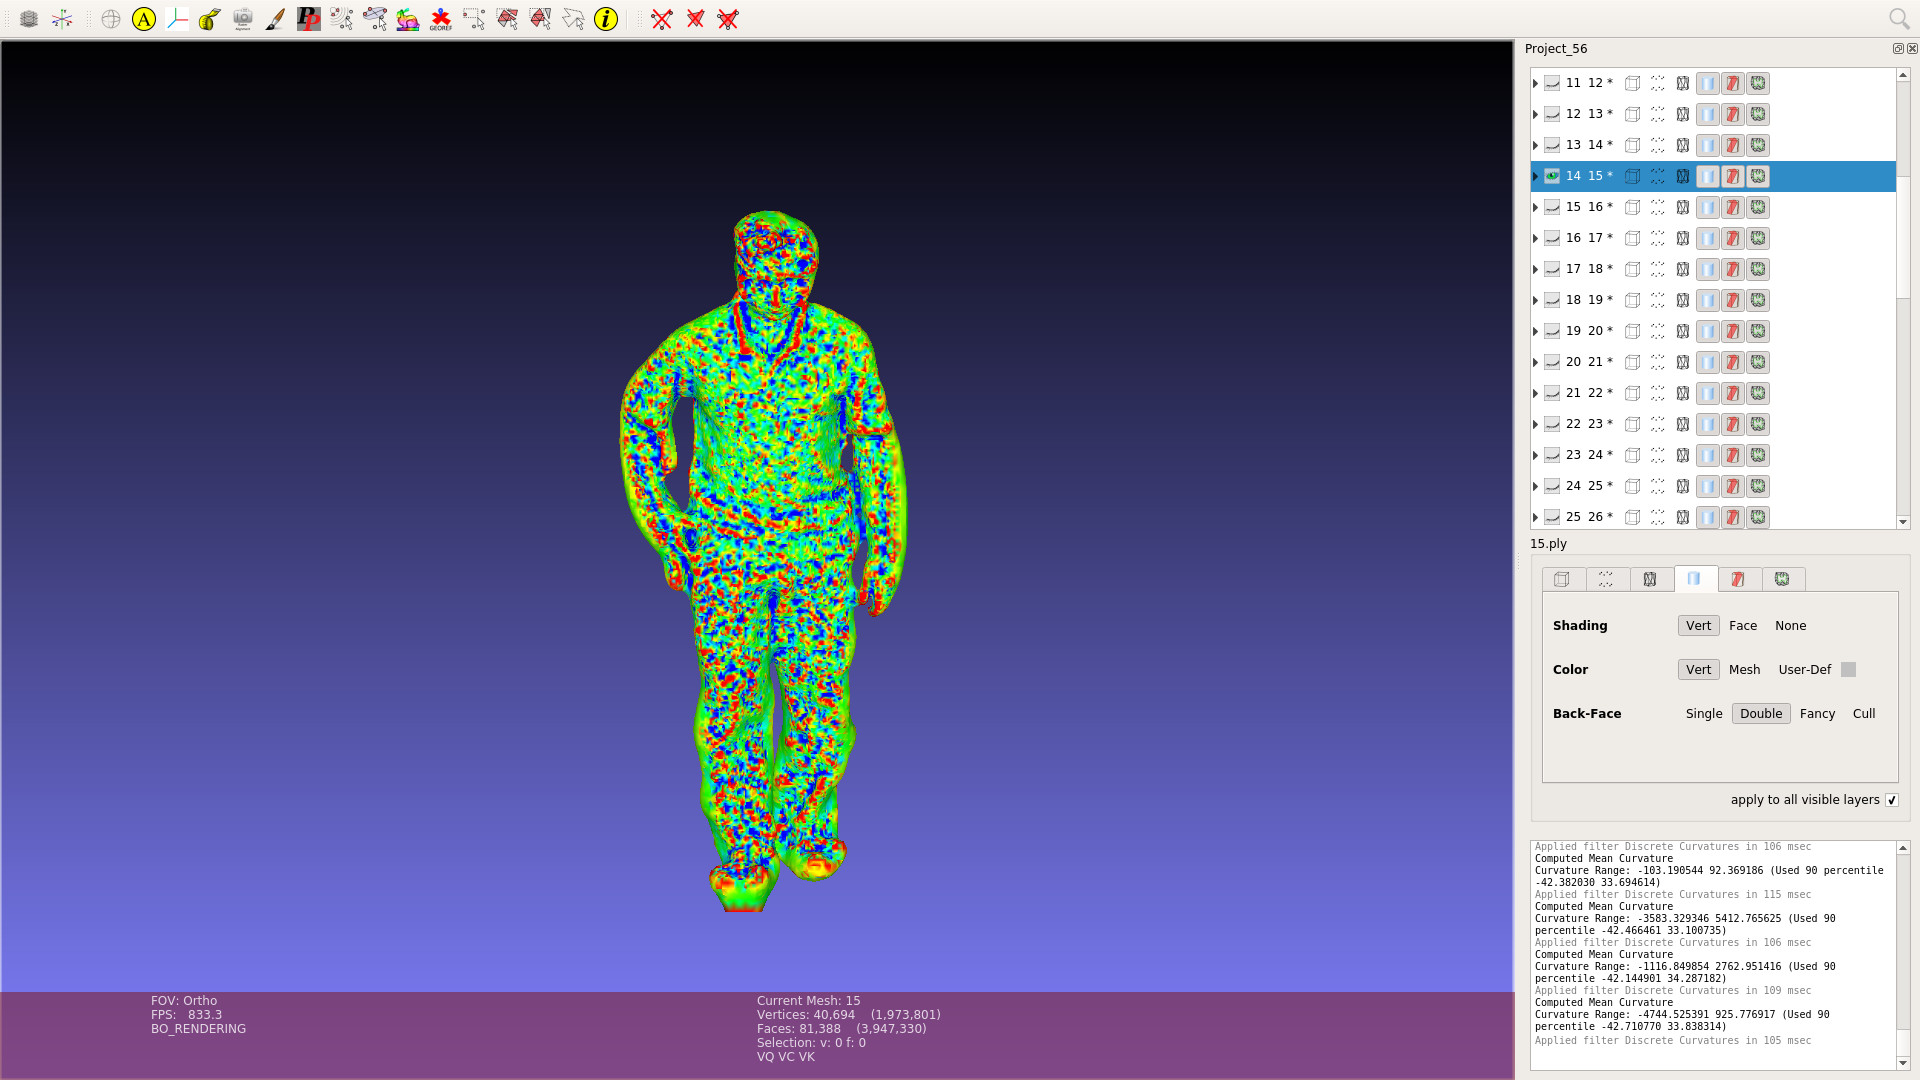 A
Pp
GEOREF
i
Project_56
11 12 *
12 13 *
13 14 *
14 15 *
15 16 *
16 17 *
17 18 *
18 19 *
19 20 *
20 21 *
21 22 *
22 23 *
23 24 *
24 25 *
25 26 *
15.ply
Shading Vert Face None
Color Vert Mesh User-Def
Back-Face Single Double Fancy Cull
apply to all visible layers
Applied filter Discrete Curvatures in 106 msec
Computed Mean Curvature
Curvature Range: -103.190544 92.369186 (Used 90 percentile
-42.382030 33.694614)
Applied filter Discrete Curvatures in 115 msec
Computed Mean Curvature
Curvature Range: -3583.329346 5412.765625 (Used 90
percentile -42.466461 33.100735)
Applied filter Discrete Curvatures in 106 msec
Computed Mean Curvature
Curvature Range: -1116.849854 2762.951416 (Used 90
percentile -42.144901 34.287182)
Applied filter Discrete Curvatures in 109 msec
Computed Mean Curvature
Curvature Range: -4744.525391 925.776917 (Used 90
percentile -42.710770 33.838314)
Applied filter Discrete Curvatures in 105 msec
FOV: Ortho
FPS: 833.3
BO_RENDERING
Current Mesh: 15
Vertices: 40,694 (1,973,801)
Faces: 81,388 (3,947,330)
Selection: v: 0 f: 0
VQ VC VK